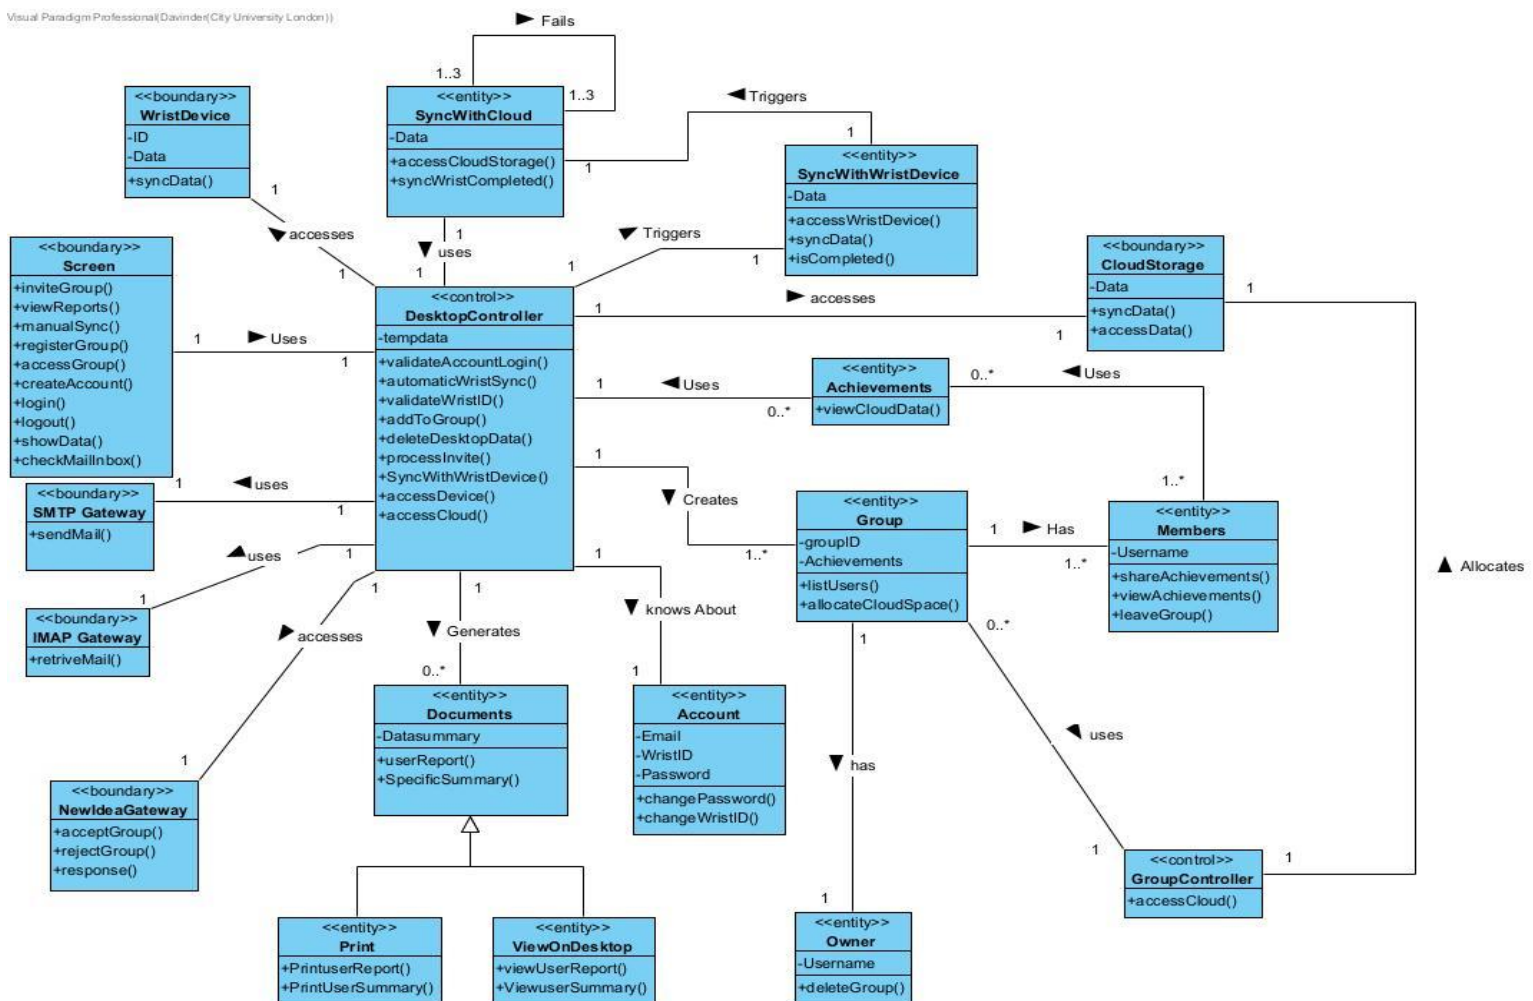 Visual Paradigm Professional(Davinder(City University London))
Fails
1..3
1..3
<<boundary>>
WristDevice
-ID
-Data
+syncData()
<<entity>>
SyncWithCloud
-Data
+accessCloudStorage()
+syncWristCompleted()
Triggers
1
1
<<entity>>
SyncWithWristDevice
-Data
+accessWristDevice()
+syncData()
+isCompleted()
1
accesses
1
1
uses
1
Triggers
1
1
<<boundary>>
Screen
+inviteGroup()
+viewReports()
+manualSync()
+registerGroup()
+accessGroup()
+createAccount()
+login()
+logout()
+showData()
+checkMailInbox()
1
Uses
1
<<control>>
DesktopController
-tempdata
+validateAccountLogin()
+automaticWristSync()
+validateWristID()
+addToGroup()
+deleteDesktopData()
+processInvite()
+SyncWithWristDevice()
+accessDevice()
+accessCloud()
1
accesses
1
<<boundary>>
CloudStorage
-Data
+syncData()
+accessData()
1
1
Uses
0..*
<<entity>>
Achievements
+viewCloudData()
0..*
Uses
1..*
1
Creates
1..*
<<entity>>
Group
-groupID
-Achievements
+listUsers()
+allocateCloudSpace()
1
Has
1..*
<<entity>>
Members
-Username
+shareAchievements()
+viewAchievements()
+leaveGroup()
Allocates
<<boundary>>
SMTP Gateway
+sendMail()
1
uses
1
<<boundary>>
IMAP Gateway
+retriveMail()
1
uses
1
1
accesses
1
<<boundary>>
NewIdeaGateway
+acceptGroup()
+rejectGroup()
+response()
1
Generates
0..*
<<entity>>
Documents
-Datasummary
+userReport()
+SpecificSummary()
1
knows About
1
<<entity>>
Account
-Email
-WristID
-Password
+changePassword()
+changeWristID()
1
has
1
0..*
uses
1
<<control>>
GroupController
+accessCloud()
1
<<entity>>
Print
+PrintuserReport()
+PrintUserSummary()
<<entity>>
ViewOnDesktop
+viewUserReport()
+ViewuserSummary()
<<entity>>
Owner
-Username
+deleteGroup()